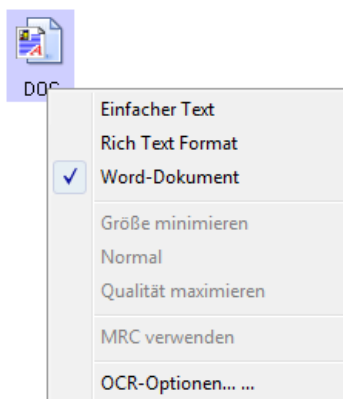 DOC
Einfacher Text
Rich Text Format
Word-Dokument
Größe minimieren
Normal
Qualität maximieren
MRC verwenden
OCR-Optionen... ...